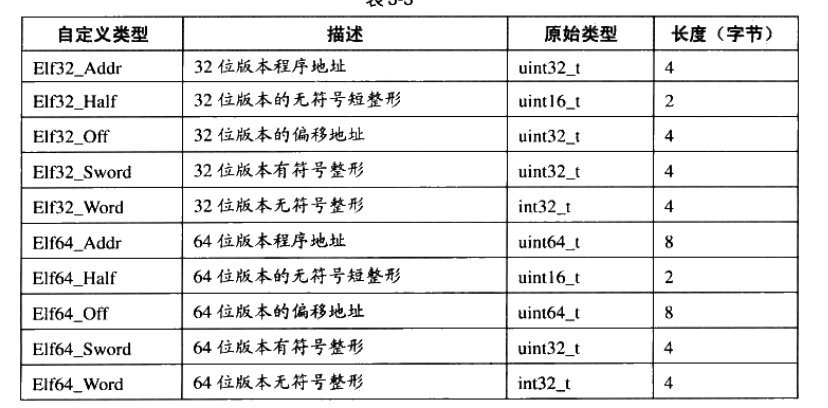 表 3-3
自定义类型 描述 原始类型 长度（字节）
Elf32_Addr 32 位版本程序地址 uint32_t 4
Elf32_Half 32 位版本的无符号短整形 uint16_t 2
Elf32_Off 32 位版本的偏移地址 uint32_t 4
Elf32_Sword 32 位版本有符号整形 uint32_t 4
Elf32_Word 32 位版本无符号整形 int32_t 4
Elf64_Addr 64 位版本程序地址 uint64_t 8
Elf64_Half 64 位版本的无符号短整形 uint16_t 2
Elf64_Off 64 位版本的偏移地址 uint64_t 8
Elf64_Sword 64 位版本有符号整形 uint32_t 4
Elf64_Word 64 位版本无符号整形 int32_t 4